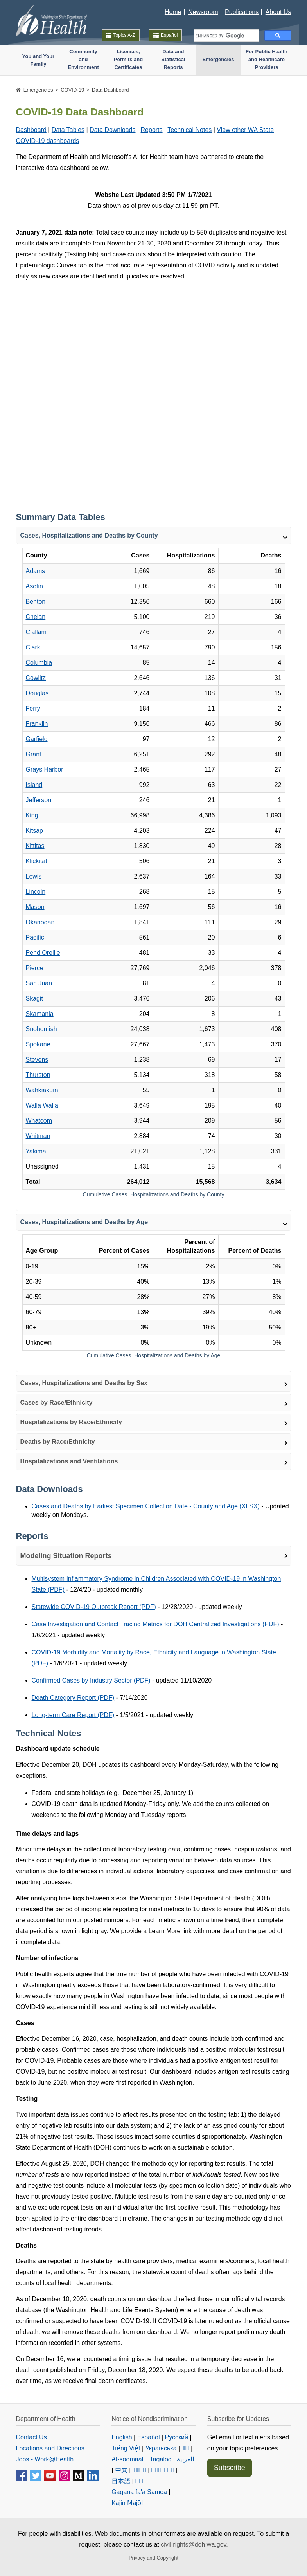 Washington State Department of
Health
Home | Newsroom | Publications | About Us
Topics A-Z
Español
ENHANCED BY Google
You and Your Family
Community and Environment
Licenses, Permits and Certificates
Data and Statistical Reports
Emergencies
For Public Health and Healthcare Providers
Emergencies > COVID-19 > Data Dashboard
COVID-19 Data Dashboard
Dashboard | Data Tables | Data Downloads | Reports | Technical Notes | View other WA State
COVID-19 dashboards
The Department of Health and Microsoft's AI for Health team have partnered to create the
interactive dashboard below.
Website Last Updated 3:50 PM 1/7/2021
Data shown as of previous day at 11:59 pm PT.
January 7, 2021 data note: Total case counts may include up to 550 duplicates and negative test
results data are incomplete from November 21-30, 2020 and December 23 through today. Thus,
percent positivity (Testing tab) and case counts should be interpreted with caution. The
Epidemiologic Curves tab is the most accurate representation of COVID activity and is updated
daily as new cases are identified and duplicates are resolved.
Summary Data Tables
Cases, Hospitalizations and Deaths by County
County Cases Hospitalizations Deaths
Adams 1,669 86 16
Asotin 1,005 48 18
Benton 12,356 660 166
Chelan 5,100 219 36
Clallam 746 27 4
Clark 14,657 790 156
Columbia 85 14 4
Cowlitz 2,646 136 31
Douglas 2,744 108 15
Ferry 184 11 2
Franklin 9,156 466 86
Garfield 97 12 2
Grant 6,251 292 48
Grays Harbor 2,465 117 27
Island 992 63 22
Jefferson 246 21 1
King 66,998 4,386 1,093
Kitsap 4,203 224 47
Kittitas 1,830 49 28
Klickitat 506 21 3
Lewis 2,637 164 33
Lincoln 268 15 5
Mason 1,697 56 16
Okanogan 1,841 111 29
Pacific 561 20 6
Pend Oreille 481 33 4
Pierce 27,769 2,046 378
San Juan 81 4 0
Skagit 3,476 206 43
Skamania 204 8 1
Snohomish 24,038 1,673 408
Spokane 27,667 1,473 370
Stevens 1,238 69 17
Thurston 5,134 318 58
Wahkiakum 55 1 0
Walla Walla 3,649 195 40
Whatcom 3,944 209 56
Whitman 2,884 74 30
Yakima 21,021 1,128 331
Unassigned 1,431 15 4
Total 264,012 15,568 3,634
Cumulative Cases, Hospitalizations and Deaths by County
Cases, Hospitalizations and Deaths by Age
Age Group Percent of Cases Percent of Hospitalizations Percent of Deaths
0-19 15% 2% 0%
20-39 40% 13% 1%
40-59 28% 27% 8%
60-79 13% 39% 40%
80+ 3% 19% 50%
Unknown 0% 0% 0%
Cumulative Cases, Hospitalizations and Deaths by Age
Cases, Hospitalizations and Deaths by Sex
Cases by Race/Ethnicity
Hospitalizations by Race/Ethnicity
Deaths by Race/Ethnicity
Hospitalizations and Ventilations
Data Downloads
Cases and Deaths by Earliest Specimen Collection Date - County and Age (XLSX) - Updated
on Mondays.
Reports
Modeling Situation Reports
Multisystem Inflammatory Syndrome in Children Associated with COVID-19 in Washington
State (PDF) - 12/4/20 - updated monthly
Statewide COVID-19 Outbreak Report (PDF) - 12/28/2020 - updated weekly
Case Investigation and Contact Tracing Metrics for DOH Centralized Investigations (PDF) -
1/6/2021 - updated weekly
COVID-19 Morbidity and Mortality by Race, Ethnicity and Language in Washington State
(PDF) - 1/6/2021 - updated weekly
Confirmed Cases by Industry Sector (PDF) - updated 11/10/2020
Death Category Report (PDF) - 7/14/2020
Long-term Care Report (PDF) - 1/5/2021 - updated weekly
Technical Notes
Dashboard update schedule
Effective December 20, DOH updates its dashboard every Monday-Saturday, with the following
exceptions.
Federal and state holidays (e.g., December 25, January 1)
COVID-19 death data is updated Monday-Friday only. We add the counts collected on
weekends to the following Monday and Tuesday reports.
Time delays and lags
Minor time delays in the collection of laboratory testing data, confirming cases, hospitalizations,
and deaths associated with this disease are normal and expected as part of routine surveillance
and processing.
After analyzing lage between steps, the Washington State Department of Health (DOH)
increased the period of incomplete reporting for most metrics to 10 days to ensure that 90% of data
are accounted for in our posted numbers. For each metric shown on a time trend, the incomplete
timeframe will be shaded in gray. We provide a Learn More link with more detail on the period of
incomplete data.
Number of infections
Public health experts agree that the true number of people who have been infected with COVID-19
in Washington greatly exceeds those that have been laboratory-confirmed. It is very difficult to
know exactly how many people in Washington have been infected to date. Since most people
with COVID-19 experience mild illness and access to testing is still not widely available.
Cases
Effective December 16, 2020, case, hospitalization, and death counts include both confirmed and
probable cases. Confirmed cases are those where individuals had a positive molecular test result
for COVID-19. Probable cases are those where individuals had a positive antigen test result for
COVID-19, but no positive molecular test result. Our dashboard includes antigen test results dating
back to June 2020, when they were first reported in Washington.
Testing
Two important data issues continue to affect results presented on the testing tab: 1) missing
negative test results due to backlogs in entry at our data center; and 2) the lack of an assigned
county for about 21% of negative test results. These issues impact some counties disproportionately.
Washington State Department of Health (DOH) continues to work on a sustainable solution.
Effective August 25, 2020, DOH changed the methodology for reporting test results. The total
number of tests are now reported instead of the total number of individuals tested. New positive
and negative test counts include all molecular tests (by specimen collection date) of individuals who
have not previously tested positive. Multiple test results from the same day are counted only once
and we exclude repeat tests on an individual who tests positive after their first positive test. This
methodology has been applied to the entire dashboard timeframe. The changes in our testing and
methodology do not affect data surrounding deaths.
Deaths
Deaths are reported to the state by health care providers, medical examiners/coroners, local health
departments, and others and then included as they are received. Counts in graphs are from the
date of death, but all most recent deaths might not be captured due to lags
of local health departments.
As of December 10, 2020, death counts on our dashboard reflect those in our official vital records
database (the Washington Health and Life Events System) where the cause of death was
confirmed or suspected to have been COVID-19. If COVID-19 is later ruled out as the official cause
of death, we will remove the death from our dashboard. We no longer report preliminary death
information prior to other systems.
On December 16, we encountered a timing issue that resulted in a temporary increase in the total
death count published on Friday, December 18, 2020. We expect these changes to continue over
time, as we receive final death certificates.
Department of Health
Contact Us
Locations and Directions
Jobs - Work@Health
Notice of Nondiscrimination
English | Español | Русский |
Tiếng Việt | Українська |
Af-soomaali | Tagalog | العربية
| 中文 |
日本語 |
Gagana fa'a Samoa |
Kajin M̧ajōļ
Subscribe for Updates
Get email or text alerts based
on your topic preferences.
Subscribe
For people with disabilities, Web documents in other formats are available on request. To submit a
request, please contact us at civil.rights@doh.wa.gov.
Privacy and Copyright